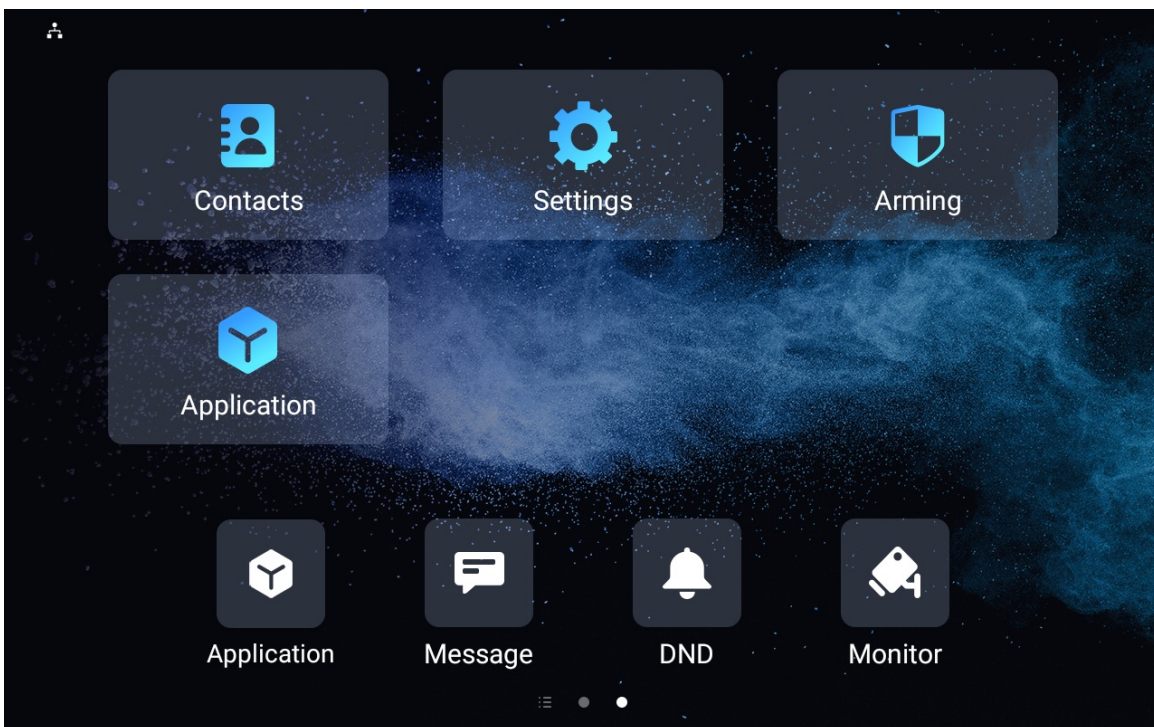 Contacts
Settings
Arming
Application
Application
Message
DND
Monitor